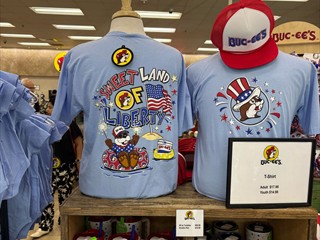 BUC-EE'S
BUC-EE'S
SWEET LAND
OF
LIBERTY
BUC-EE'S
T-Shirt
Adult $17.99
Youth $14.99